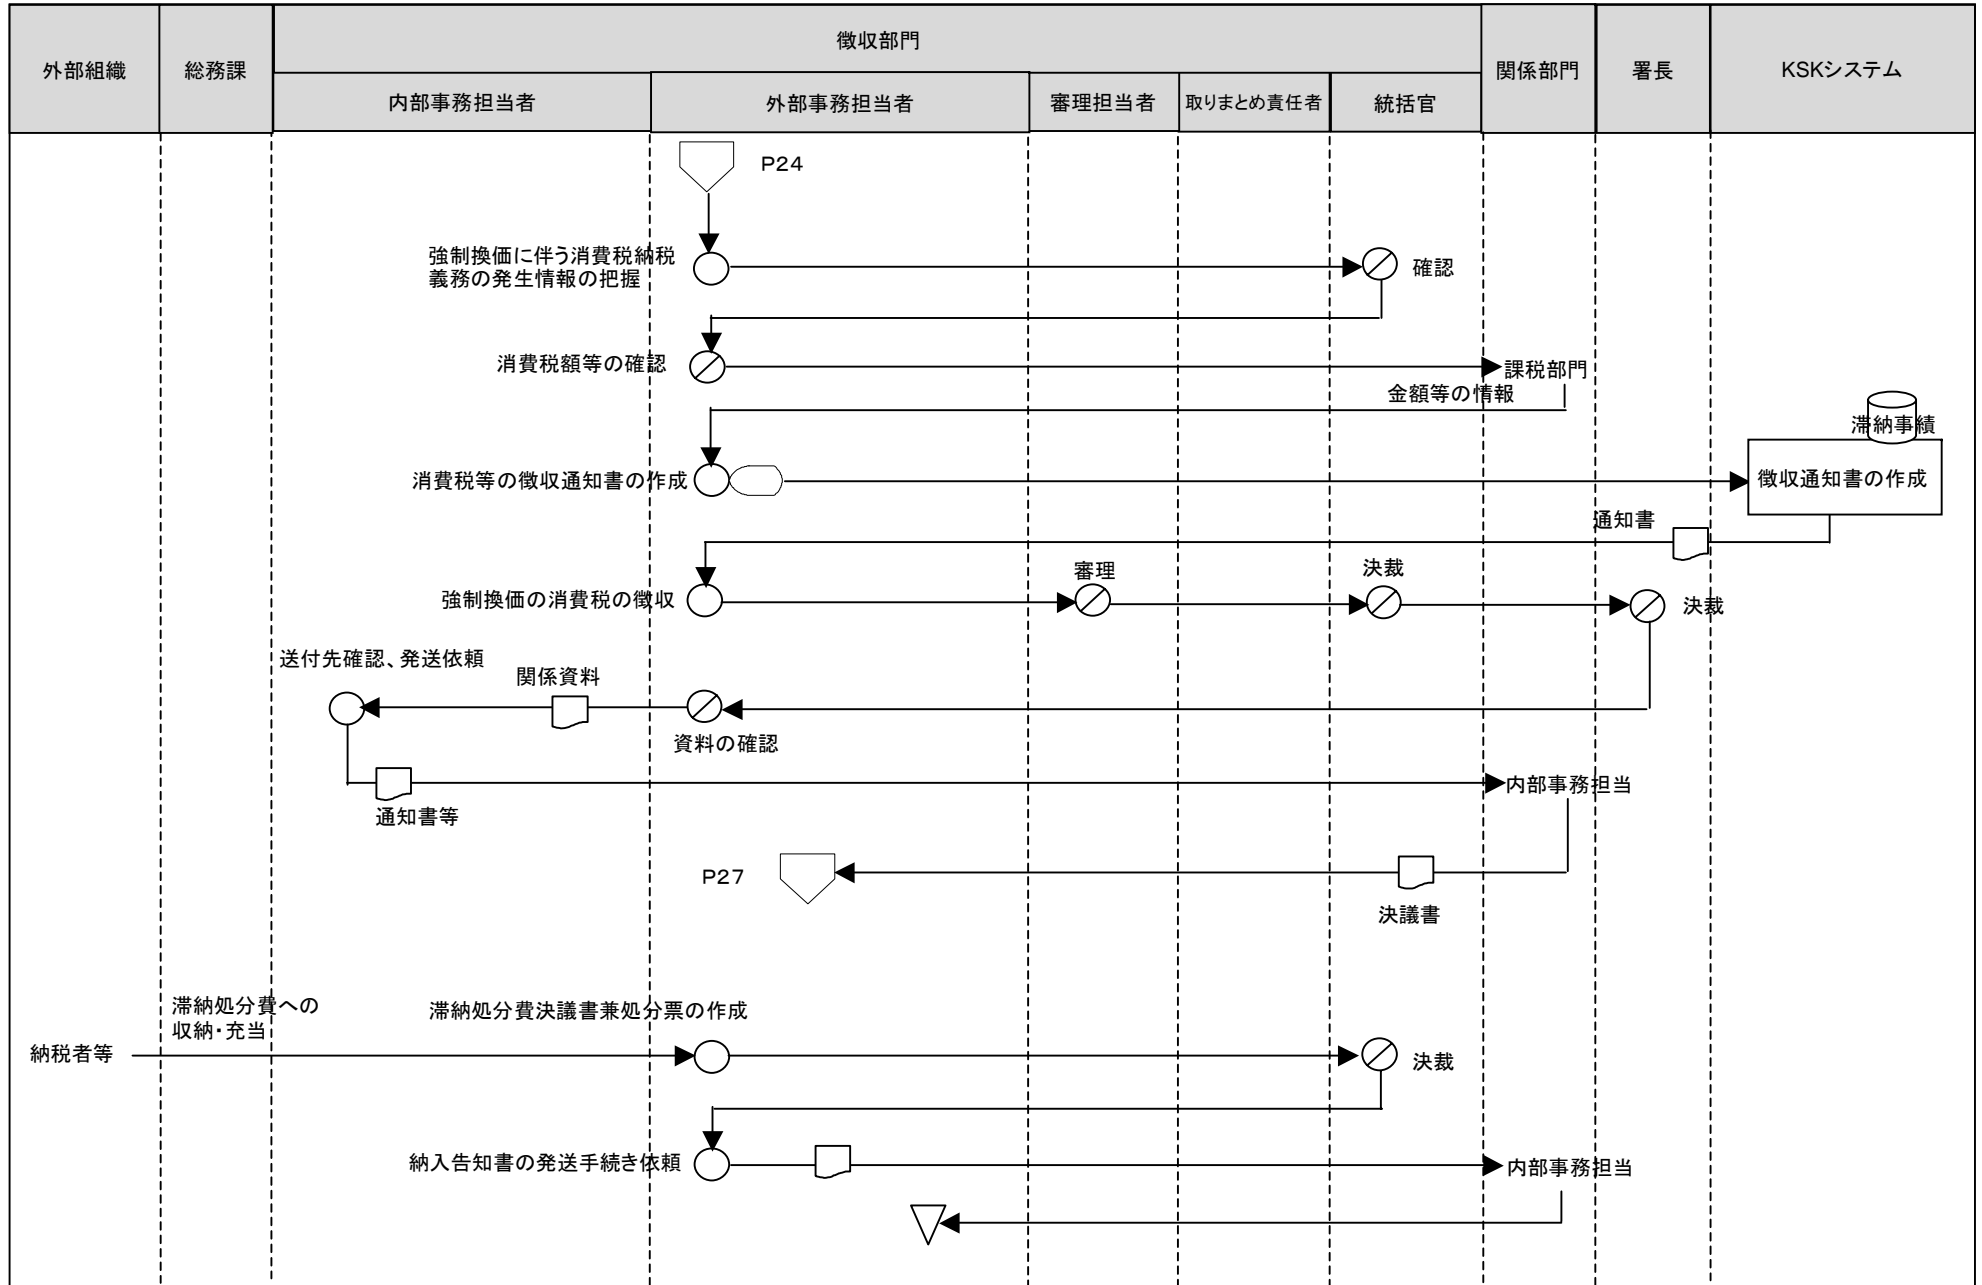 徴収部門
外部組織
総務課
関係部門
署長
KSKシステム
内部事務担当者
外部事務担当者
審理担当者
取りまとめ責任者
統括官
P24
強制換価に伴う消費税納税
義務の発生情報の把握
確認
消費税額等の確認
課税部門
金額等の情報
滞納事績
消費税等の徴収通知書の作成
徴収通知書の作成
通知書
審理
決裁
強制換価の消費税の徴収
決裁
送付先確認、発送依頼
関係資料
資料の確認
内部事務担当
通知書等
P27
決議書
滞納処分費への
収納・充当
滞納処分費決議書兼処分票の作成
納税者等
決裁
納入告知書の発送手続き依頼
内部事務担当